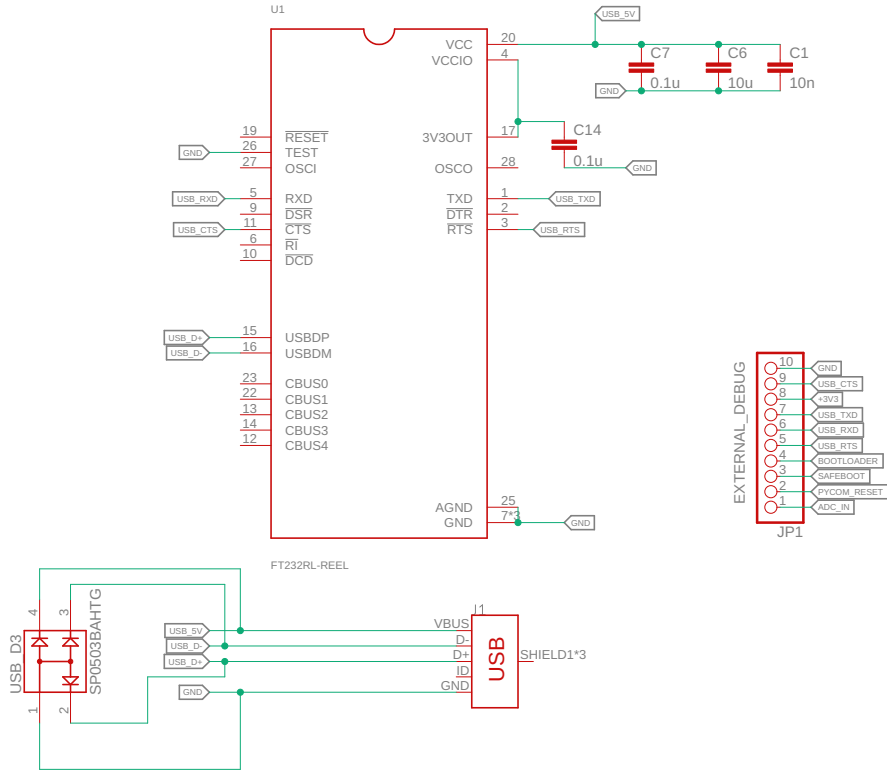 U1
USB_5V
VCC 20
VCCIO 4
C7 C6 C1
0.1u 10u 10n
GND
19 RESET
3V3OUT 17
C14
0.1u
GND
GND 26 TEST
27 OSCI
OSCO 28
USB_RXD 5 RXD
TXD 1 USB_TXD
9 DSR
DTR 2
USB_CTS 11 CTS
RTS 3 USB_RTS
6 RI
10 DCD
USB_D+ 15 USBDP
USB_D- 16 USBDM
23 CBUS0
22 CBUS1
13 CBUS2
14 CBUS3
12 CBUS4
AGND 25
GND 7*3 GND
FT232RL-REEL
EXTERNAL_DEBUG
10 GND
9 USB_CTS
8 +3V3
7 USB_TXD
6 USB_RXD
5 USB_RTS
4 BOOTLOADER
3 SAFEBOOT
2 PYCOM_RESET
1 ADC_IN
JP1
USB_D3
4 3
1 2
SP0503BAHTG
USB_5V
USB_D-
USB_D+
GND
J1
VBUS
D-
D+
ID
GND
USB
SHIELD1*3